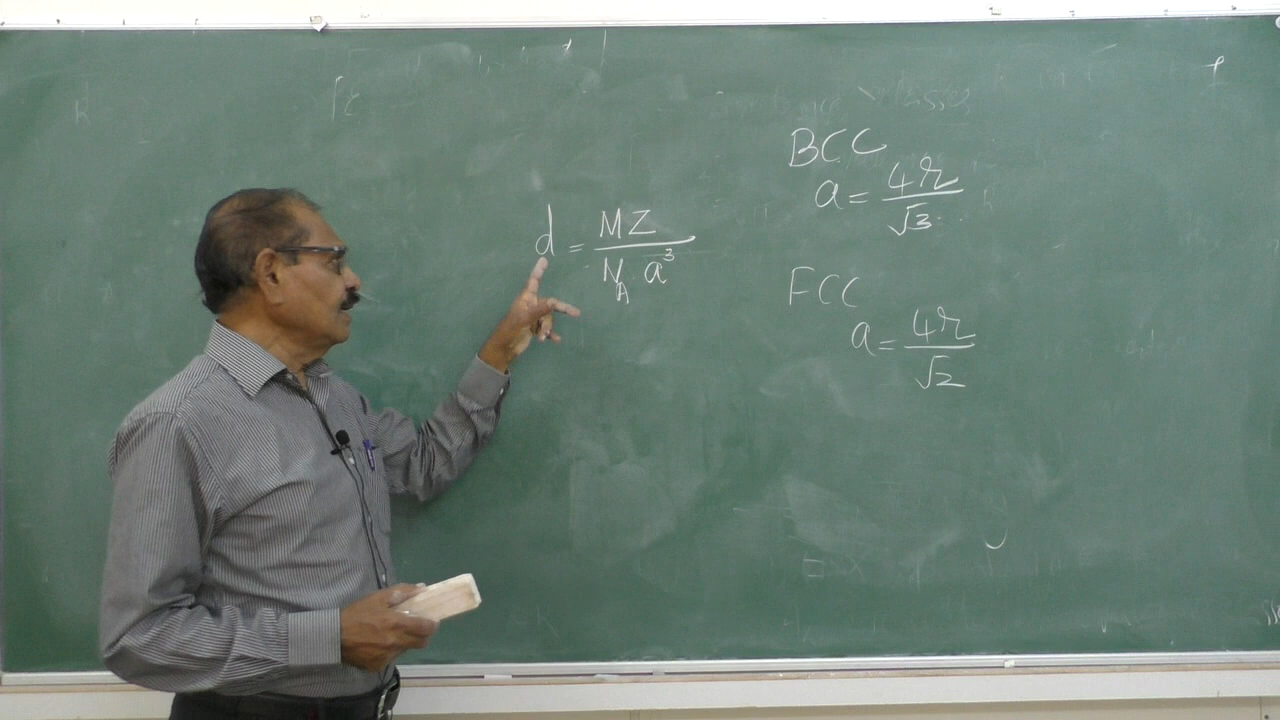 d = MZ / N_A a³
BCC
a = 4r / √3
FCC
a = 4r / √2